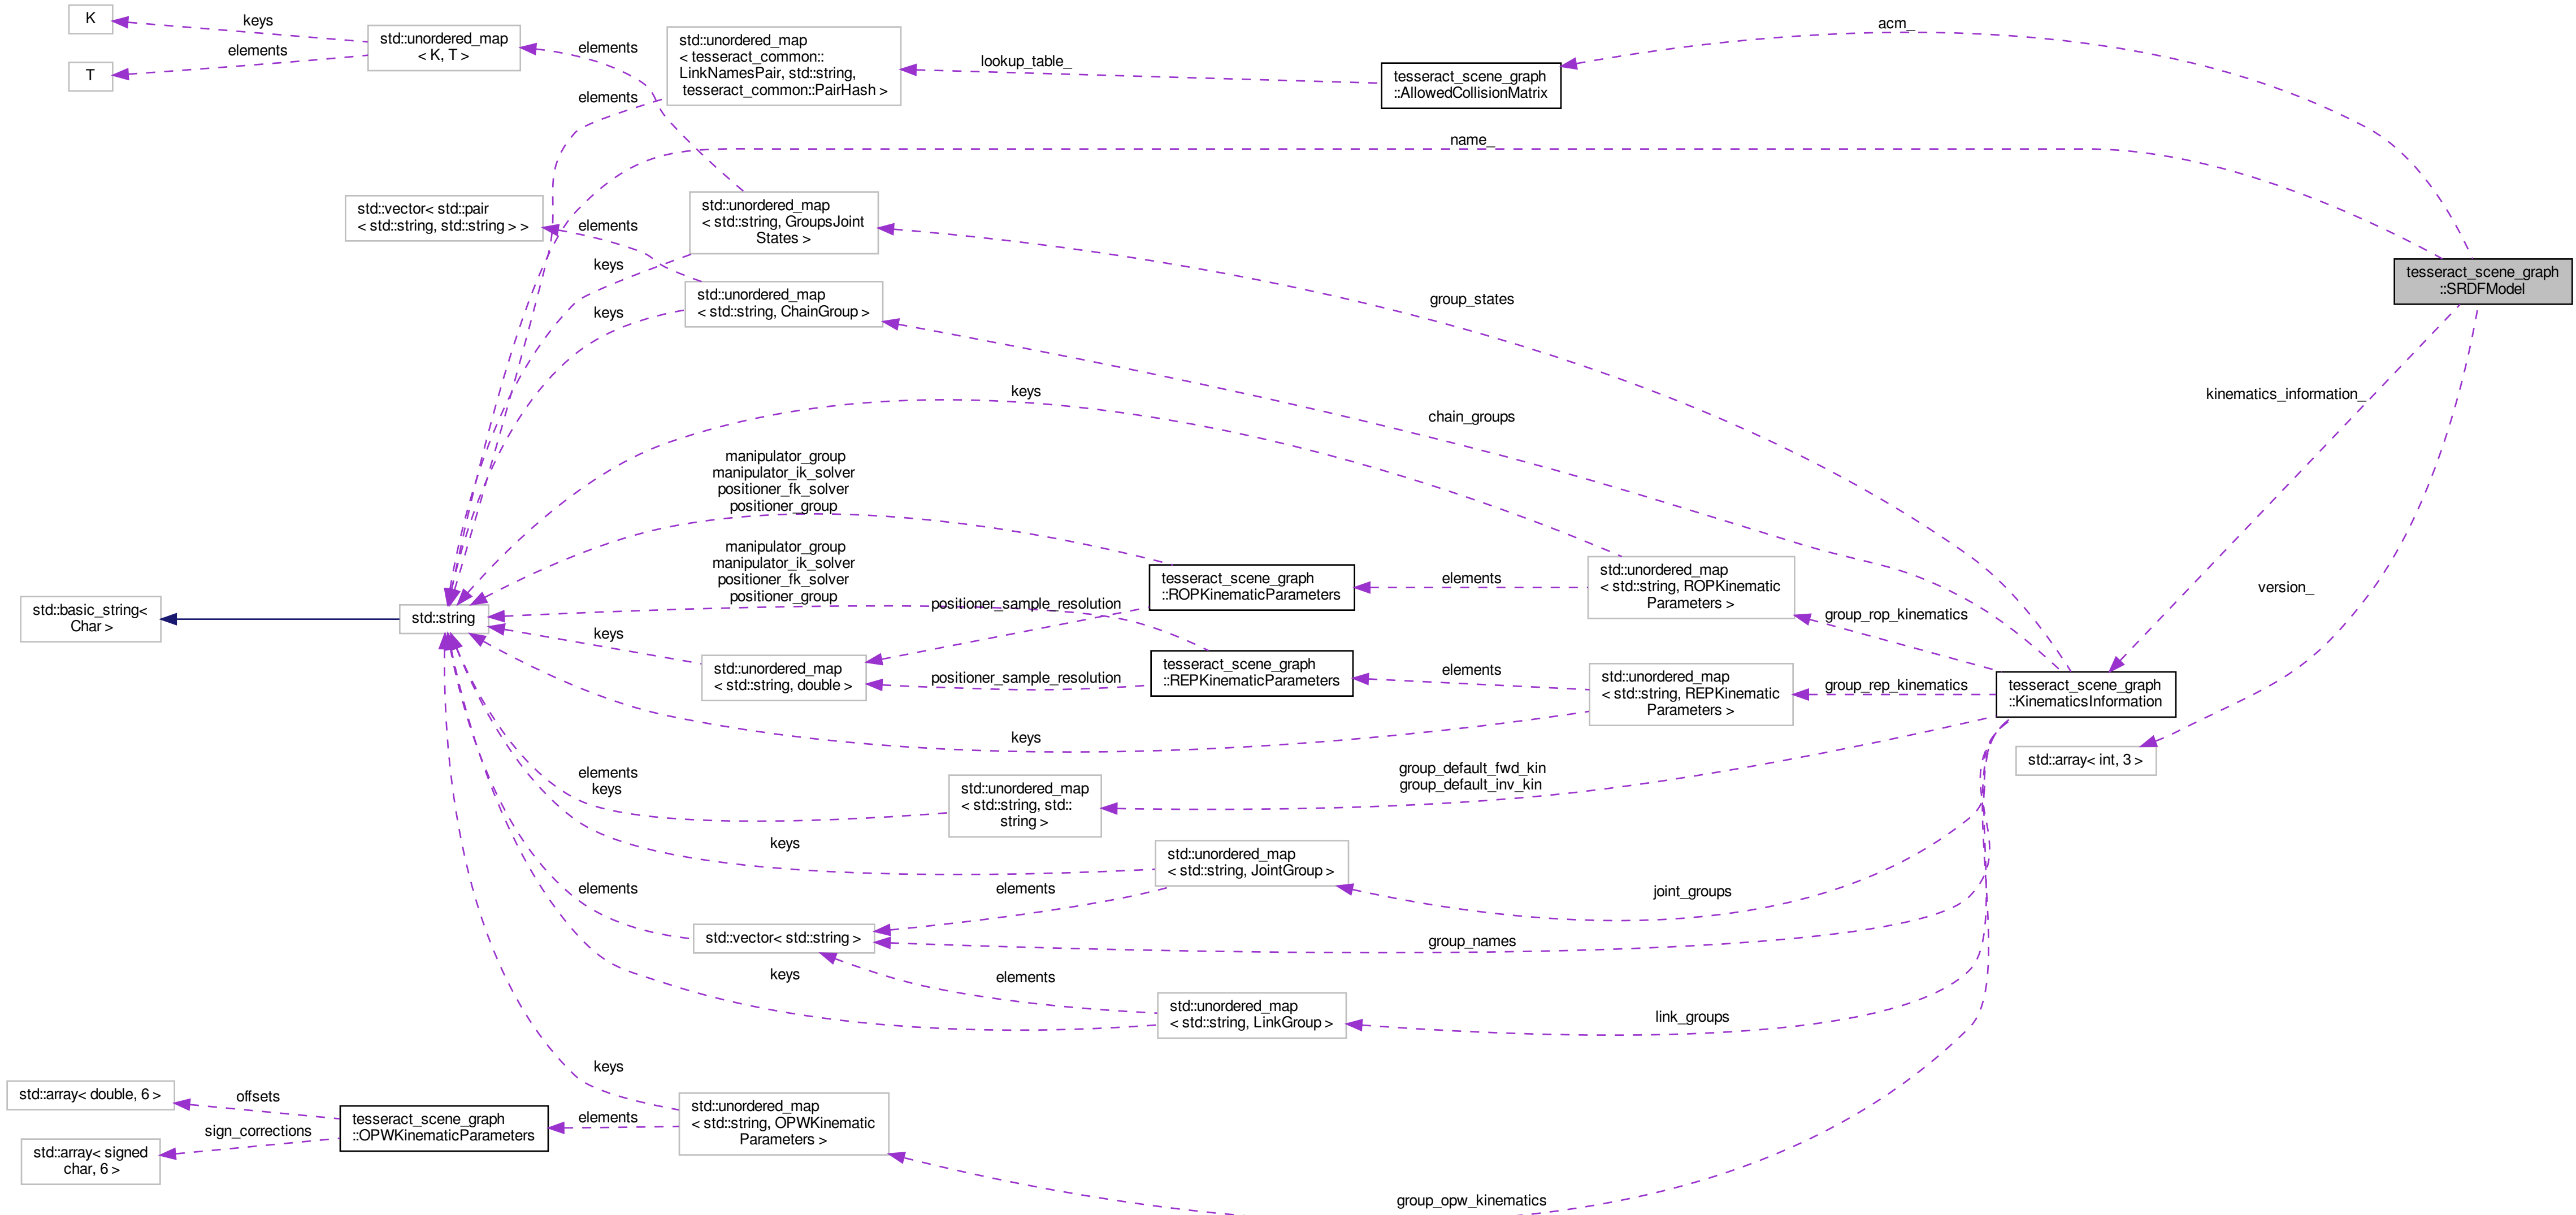 K
keys
std::unordered_map
< K, T >
elements
T
elements
std::unordered_map
< tesseract_common::
LinkNamesPair, std::string,
tesseract_common::PairHash >
elements
lookup_table_
tesseract_scene_graph
::AllowedCollisionMatrix
acm_
name_
std::vector< std::pair
< std::string, std::string > >
elements
std::unordered_map
< std::string, GroupsJoint
States >
keys
std::unordered_map
< std::string, ChainGroup >
keys
group_states
tesseract_scene_graph
::SRDFModel
chain_groups
keys
kinematics_information_
manipulator_group
manipulator_ik_solver
positioner_fk_solver
positioner_group
manipulator_group
manipulator_ik_solver
positioner_fk_solver
positioner_group
std::basic_string<
Char >
std::string
positioner_sample_resolution
tesseract_scene_graph
::ROPKinematicParameters
elements
std::unordered_map
< std::string, ROPKinematic
Parameters >
group_rop_kinematics
version_
keys
std::unordered_map
< std::string, double >
positioner_sample_resolution
tesseract_scene_graph
::REPKinematicParameters
elements
std::unordered_map
< std::string, REPKinematic
Parameters >
group_rep_kinematics
tesseract_scene_graph
::KinematicsInformation
keys
std::array< int, 3 >
elements
keys
std::unordered_map
< std::string, std::
string >
group_default_fwd_kin
group_default_inv_kin
keys
std::unordered_map
< std::string, JointGroup >
elements
elements
joint_groups
std::vector< std::string >
group_names
keys
elements
std::unordered_map
< std::string, LinkGroup >
link_groups
keys
std::array< double, 6 >
offsets
tesseract_scene_graph
::OPWKinematicParameters
elements
std::unordered_map
< std::string, OPWKinematic
Parameters >
sign_corrections
std::array< signed
char, 6 >
group_opw_kinematics